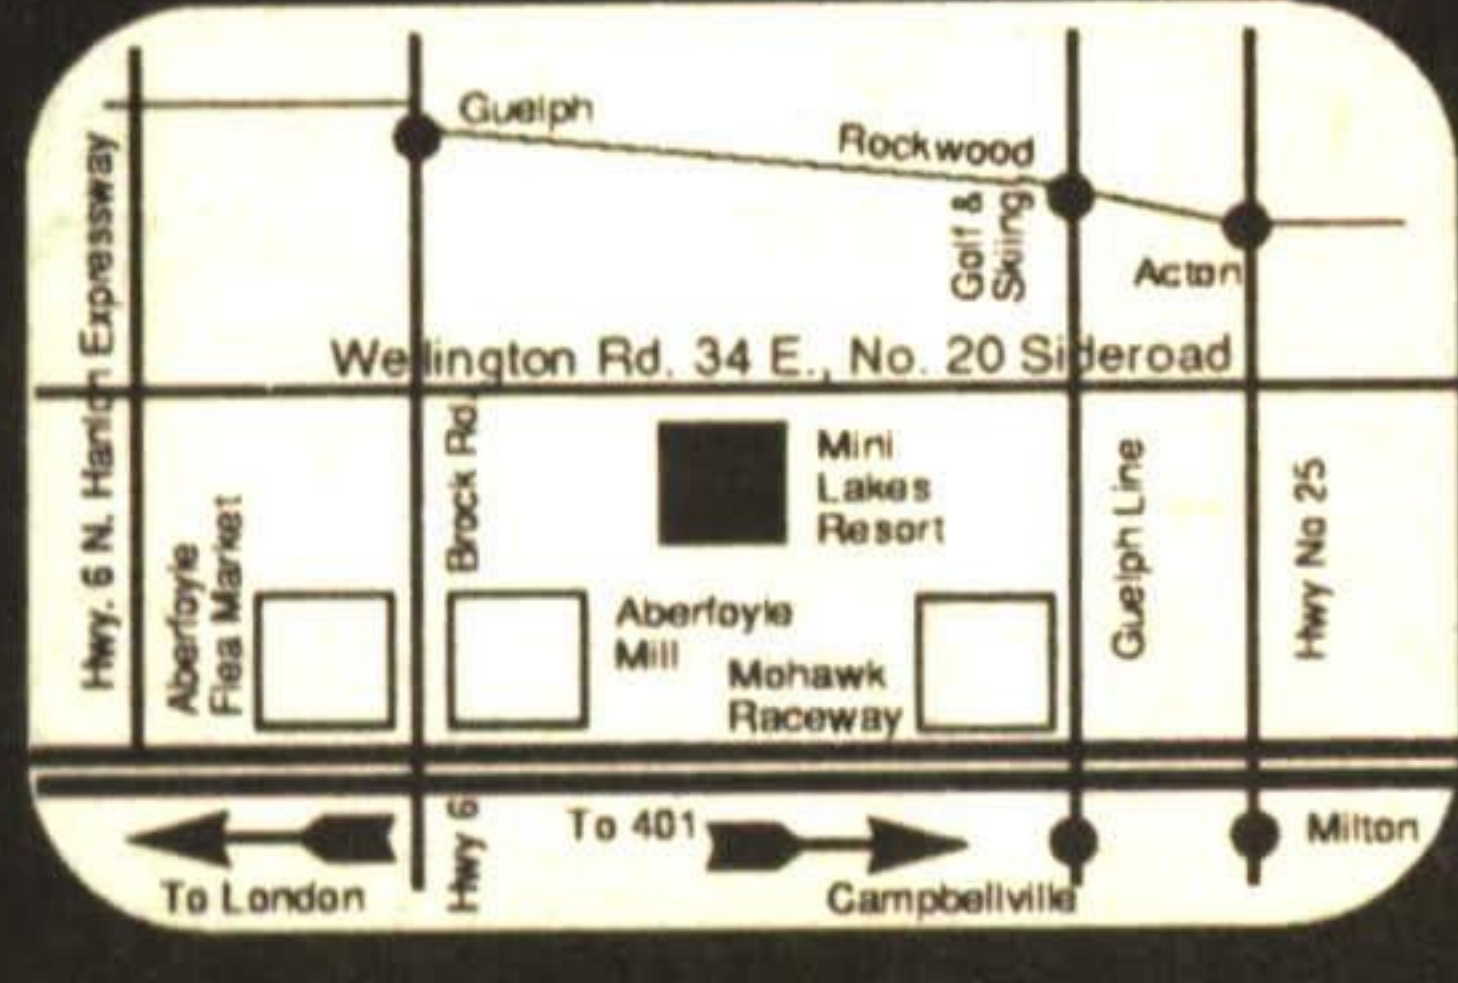 Guelph
Rockwood
Golf &
Skiing
Acton
Hwy. 6 N. Hanlon Expressway
Wellington Rd. 34 E., No. 20 Sideroad
Brock Rd.
Mini
Lakes
Resort
Guelph Line
Hwy No 25
Aberfoyle
Flea Market
Aberfoyle
Mill
Mohawk
Raceway
To London
Hwy 6
To 401
Campbellville
Milton